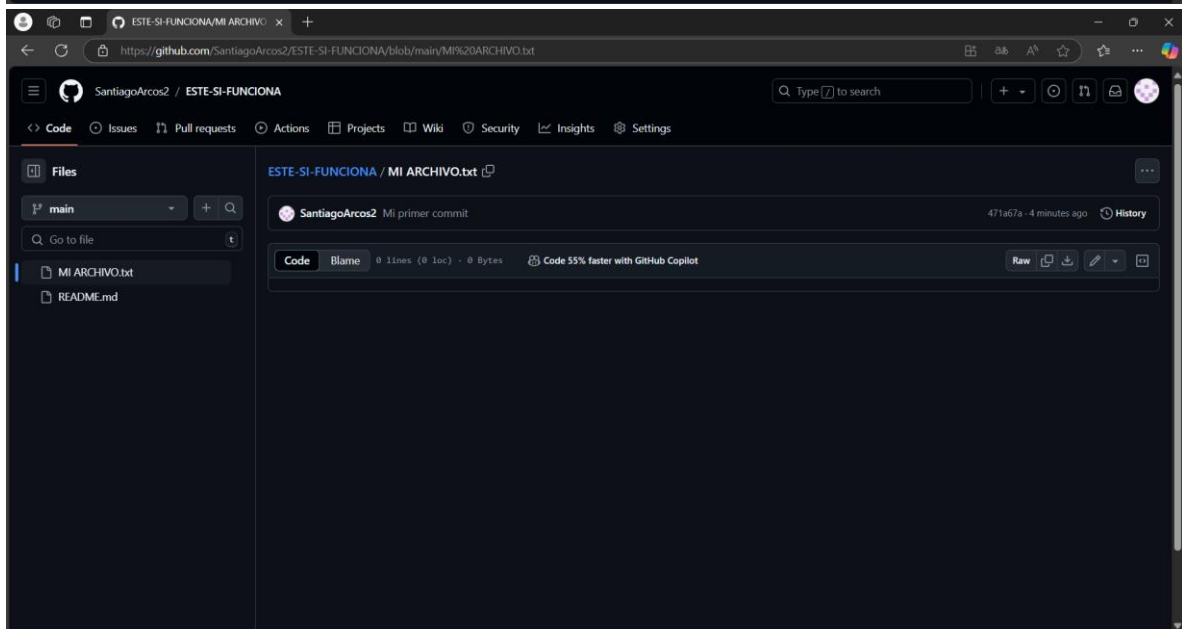 ESTE-SI-FUNCIONA/MI ARCHIVO
https://github.com/SantiagoArcos2/ESTE-SI-FUNCIONA/blob/main/MI%20ARCHIVO.txt
SantiagoArcos2 / ESTE-SI-FUNCIONA
Type / to search
Code Issues Pull requests Actions Projects Wiki Security Insights Settings
Files
main
Go to file t
MI ARCHIVO.txt
README.md
ESTE-SI-FUNCIONA / MI ARCHIVO.txt
SantiagoArcos2 Mi primer commit 471a67a · 4 minutes ago History
Code Blame 0 lines (0 loc) · 0 Bytes Code 55% faster with GitHub Copilot Raw